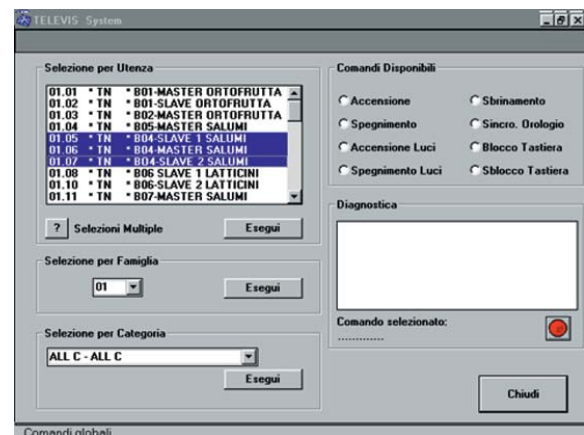 TELEVIS System
Selezione per Utenza
01.01 * TN * B01-MASTER ORTOFRUTTA
01.02 * TN * B01-SLAVE ORTOFRUTTA
01.03 * TN * B02-MASTER ORTOFRUTTA
01.04 * TN * B05-MASTER SALUMI
01.05 * TN * B04-SLAVE 1 SALUMI
01.06 * TN * B04-MASTER SALUMI
01.07 * TN * B04-SLAVE 2 SALUMI
01.08 * TN * B06 SLAVE 1 LATTICINI
01.10 * TN * B06-SLAVE 2 LATTICINI
01.11 * TN * B07-MASTER SALUMI
? Selezioni Multiple Esegui
Selezione per Famiglia
01 Esegui
Selezione per Categoria
ALL C - ALL C
Esegui
Comandi Disponibili
Accensione Sbrinamento
Spegnimento Sincro. Orologio
Accensione Luci Blocco Tastiera
Spegnimento Luci Sblocco Tastiera
Diagnostica
Comando selezionato:
.............
Chiudi
Comandi globali